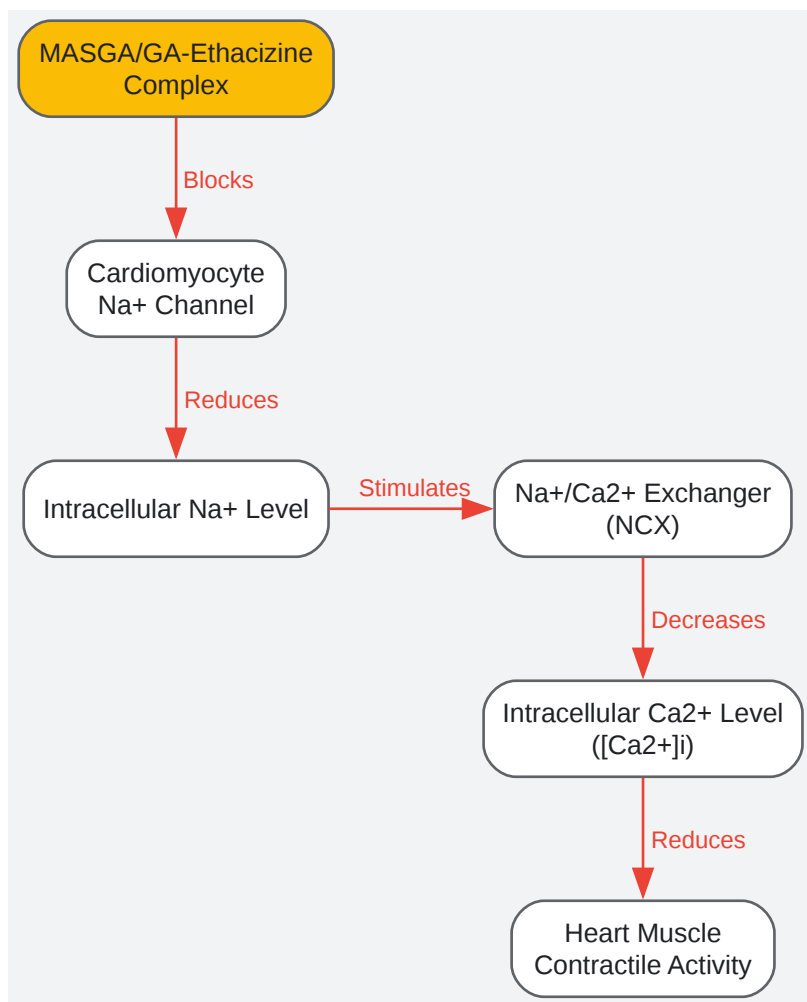 MASGA/GA-Ethacizine
Complex
Blocks
Cardiomyocyte
Na+ Channel
Reduces
Intracellular Na+ Level
Stimulates
Na+/Ca2+ Exchanger
(NCX)
Decreases
Intracellular Ca2+ Level
([Ca2+]i)
Reduces
Heart Muscle
Contractile Activity